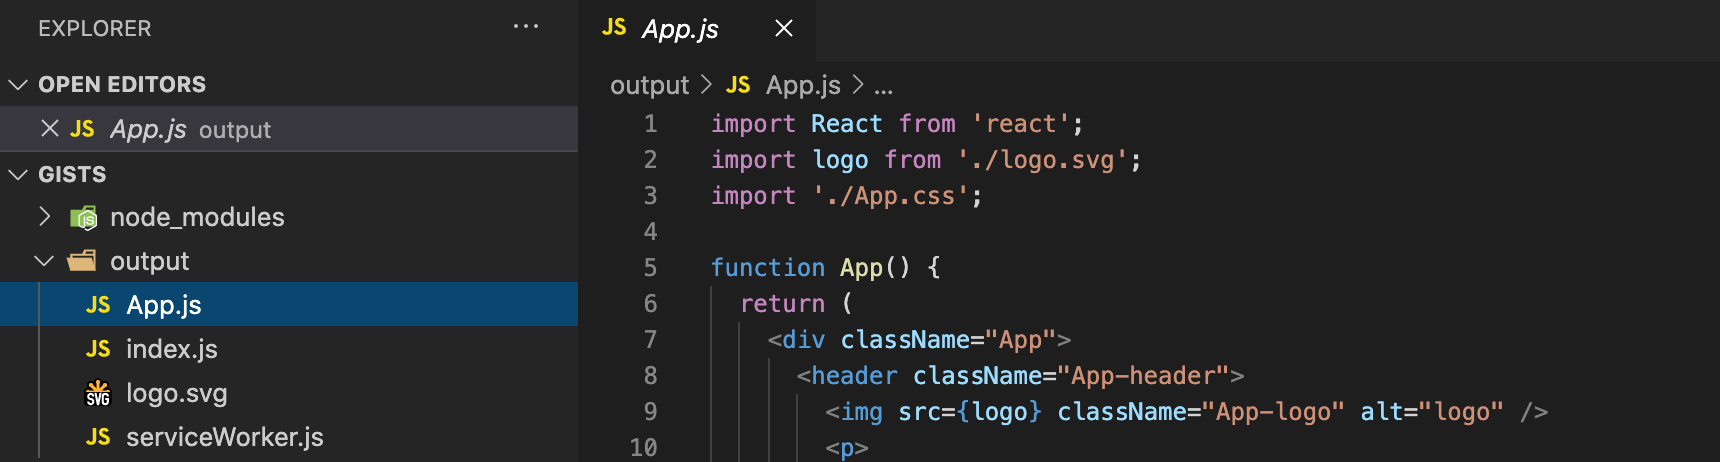 EXPLORER ...
OPEN EDITORS
JS App.js output
GISTS
node_modules
output
JS App.js
JS index.js
SVG logo.svg
JS serviceWorker.js
JS App.js
output > JS App.js > ...
1 import React from 'react';
2 import logo from './logo.svg';
3 import './App.css';
4
5 function App() {
6 return (
7 <div className="App">
8 <header className="App-header">
9 <img src={logo} className="App-logo" alt="logo" />
10 <p>